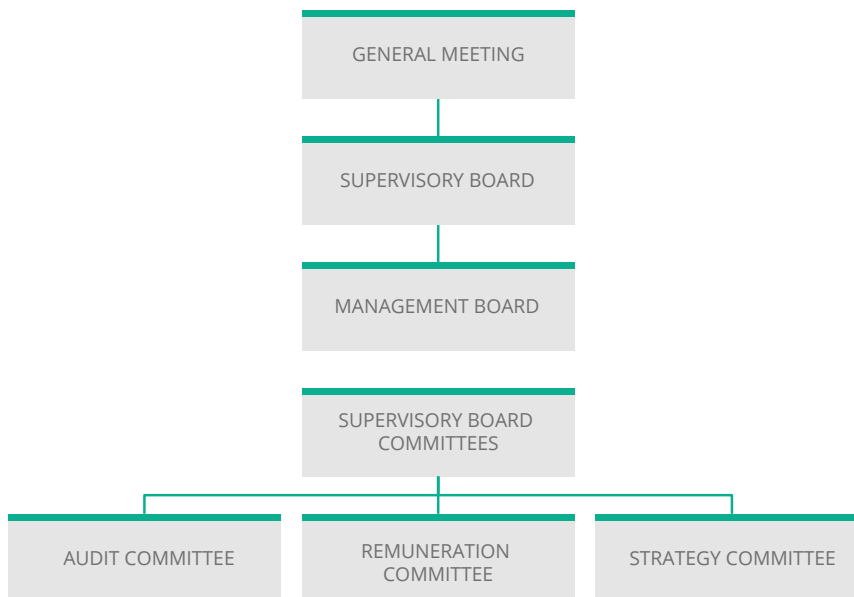 GENERAL MEETING
SUPERVISORY BOARD
MANAGEMENT BOARD
SUPERVISORY BOARD
COMMITTEES
AUDIT COMMITTEE
REMUNERATION
COMMITTEE
STRATEGY COMMITTEE